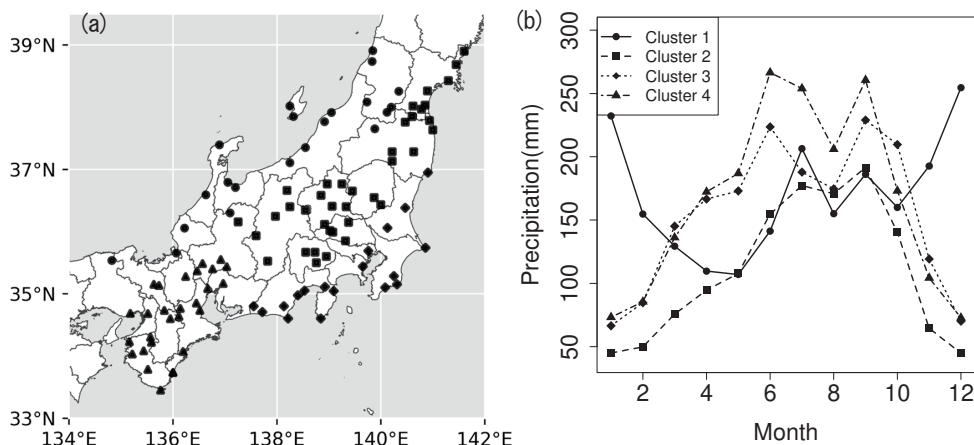 (a)
39°N
37°N
35°N
33°N
134°E
136°E
138°E
140°E
142°E
(b)
Precipitation(mm)
300
250
200
150
100
50
Cluster 1
Cluster 2
Cluster 3
Cluster 4
2
4
6
8
10
12
Month